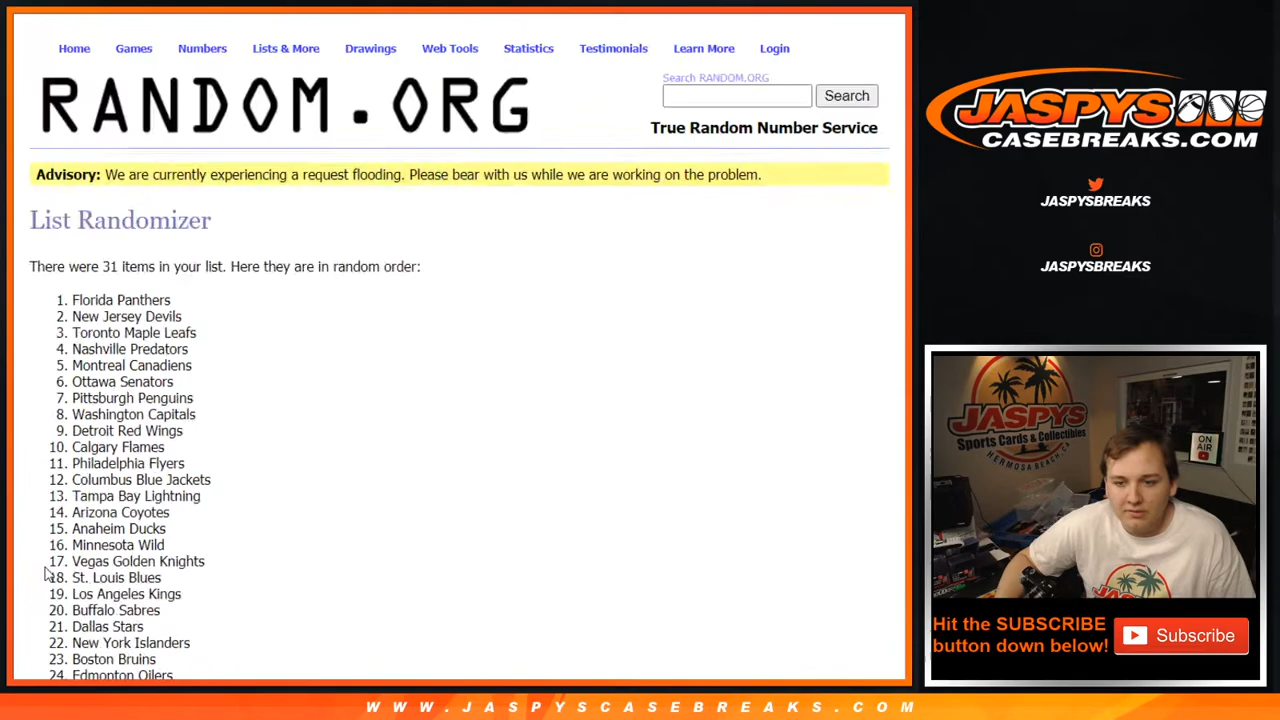 Home Games Numbers Lists & More Drawings Web Tools Statistics Testimonials Learn More Login
RANDOM.ORG
Search RANDOM.ORG
Search
True Random Number Service
Advisory: We are currently experiencing a request flooding. Please bear with us while we are working on the problem.
List Randomizer
There were 31 items in your list. Here they are in random order:
1. Florida Panthers
2. New Jersey Devils
3. Toronto Maple Leafs
4. Nashville Predators
5. Montreal Canadiens
6. Ottawa Senators
7. Pittsburgh Penguins
8. Washington Capitals
9. Detroit Red Wings
10. Calgary Flames
11. Philadelphia Flyers
12. Columbus Blue Jackets
13. Tampa Bay Lightning
14. Arizona Coyotes
15. Anaheim Ducks
16. Minnesota Wild
17. Vegas Golden Knights
18. St. Louis Blues
19. Los Angeles Kings
20. Buffalo Sabres
21. Dallas Stars
22. New York Islanders
23. Boston Bruins
24. Edmonton Oilers
JASPYS
CASEBREAKS.COM
JASPYSBREAKS
JASPYSBREAKS
JASPYS
Sports Cards & Collectibles
HERMOSA BEACH, CA
ON
AIR
Hit the SUBSCRIBE
button down below!
Subscribe
WWW.JASPYSCASEBREAKS.COM